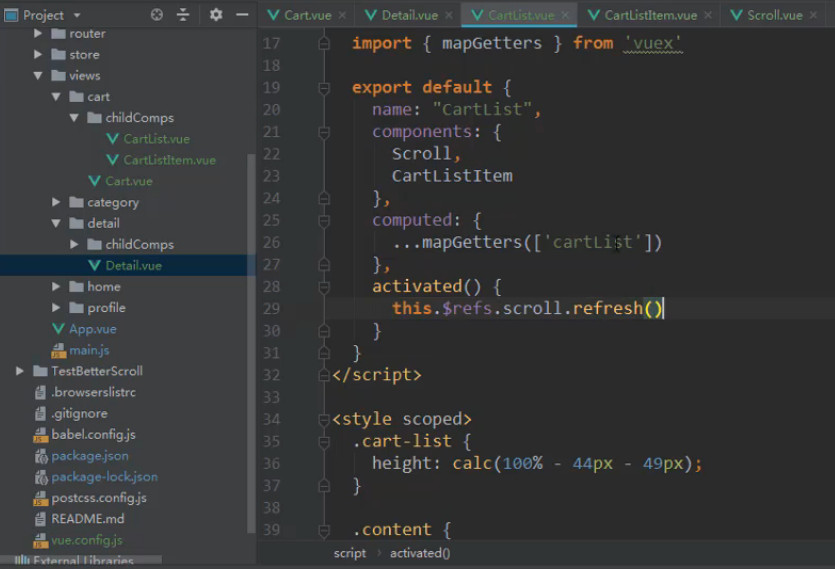 Project
Cart.vue
Detail.vue
CartList.vue
CartListItem.vue
Scroll.vue
router
store
views
cart
childComps
CartList.vue
CartListItem.vue
Cart.vue
category
detail
childComps
Detail.vue
home
profile
App.vue
main.js
TestBetterScroll
.browserslistrc
.gitignore
babel.config.js
package.json
package-lock.json
postcss.config.js
README.md
vue.config.js
External Libraries
17 import { mapGetters } from 'vuex'
18
19 export default {
20 name: "CartList",
21 components: {
22 Scroll,
23 CartListItem
24 },
25 computed: {
26 ...mapGetters(['cartList'])
27 },
28 activated() {
29 this.$refs.scroll.refresh()
30 }
31 }
32 </script>
33
34 <style scoped>
35 .cart-list {
36 height: calc(100% - 44px - 49px);
37 }
38
39 .content {
script > activated()